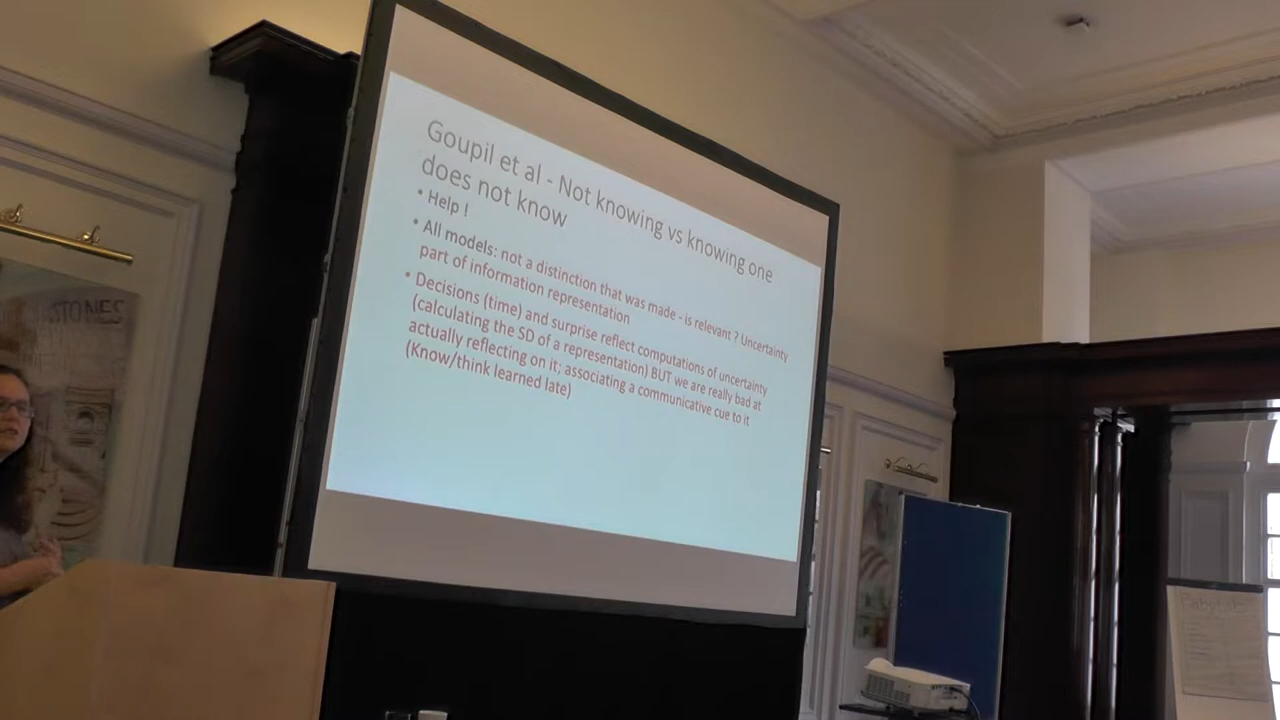 Goupil et al - Not knowing vs knowing one
does not know
• Help !
• All models: not a distinction that was made - is relevant ? Uncertainty
part of information representation
• Decisions (time) and surprise reflect computations of uncertainty
(calculating the SD of a representation) BUT we are really bad at
actually reflecting on it; associating a communicative cue to it
(Know/think learned late)
STONES